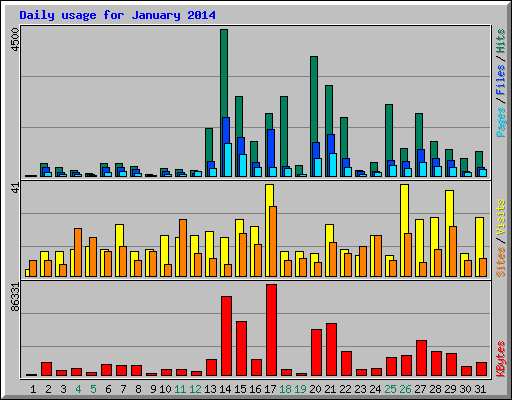 Daily usage for January 2014
4500
Pages/Files/Hits
41
Sites/Visits
86331
KBytes
1 2 3 4 5 6 7 8 9 10 11 12 13 14 15 16 17 18 19 20 21 22 23 24 25 26 27 28 29 30 31